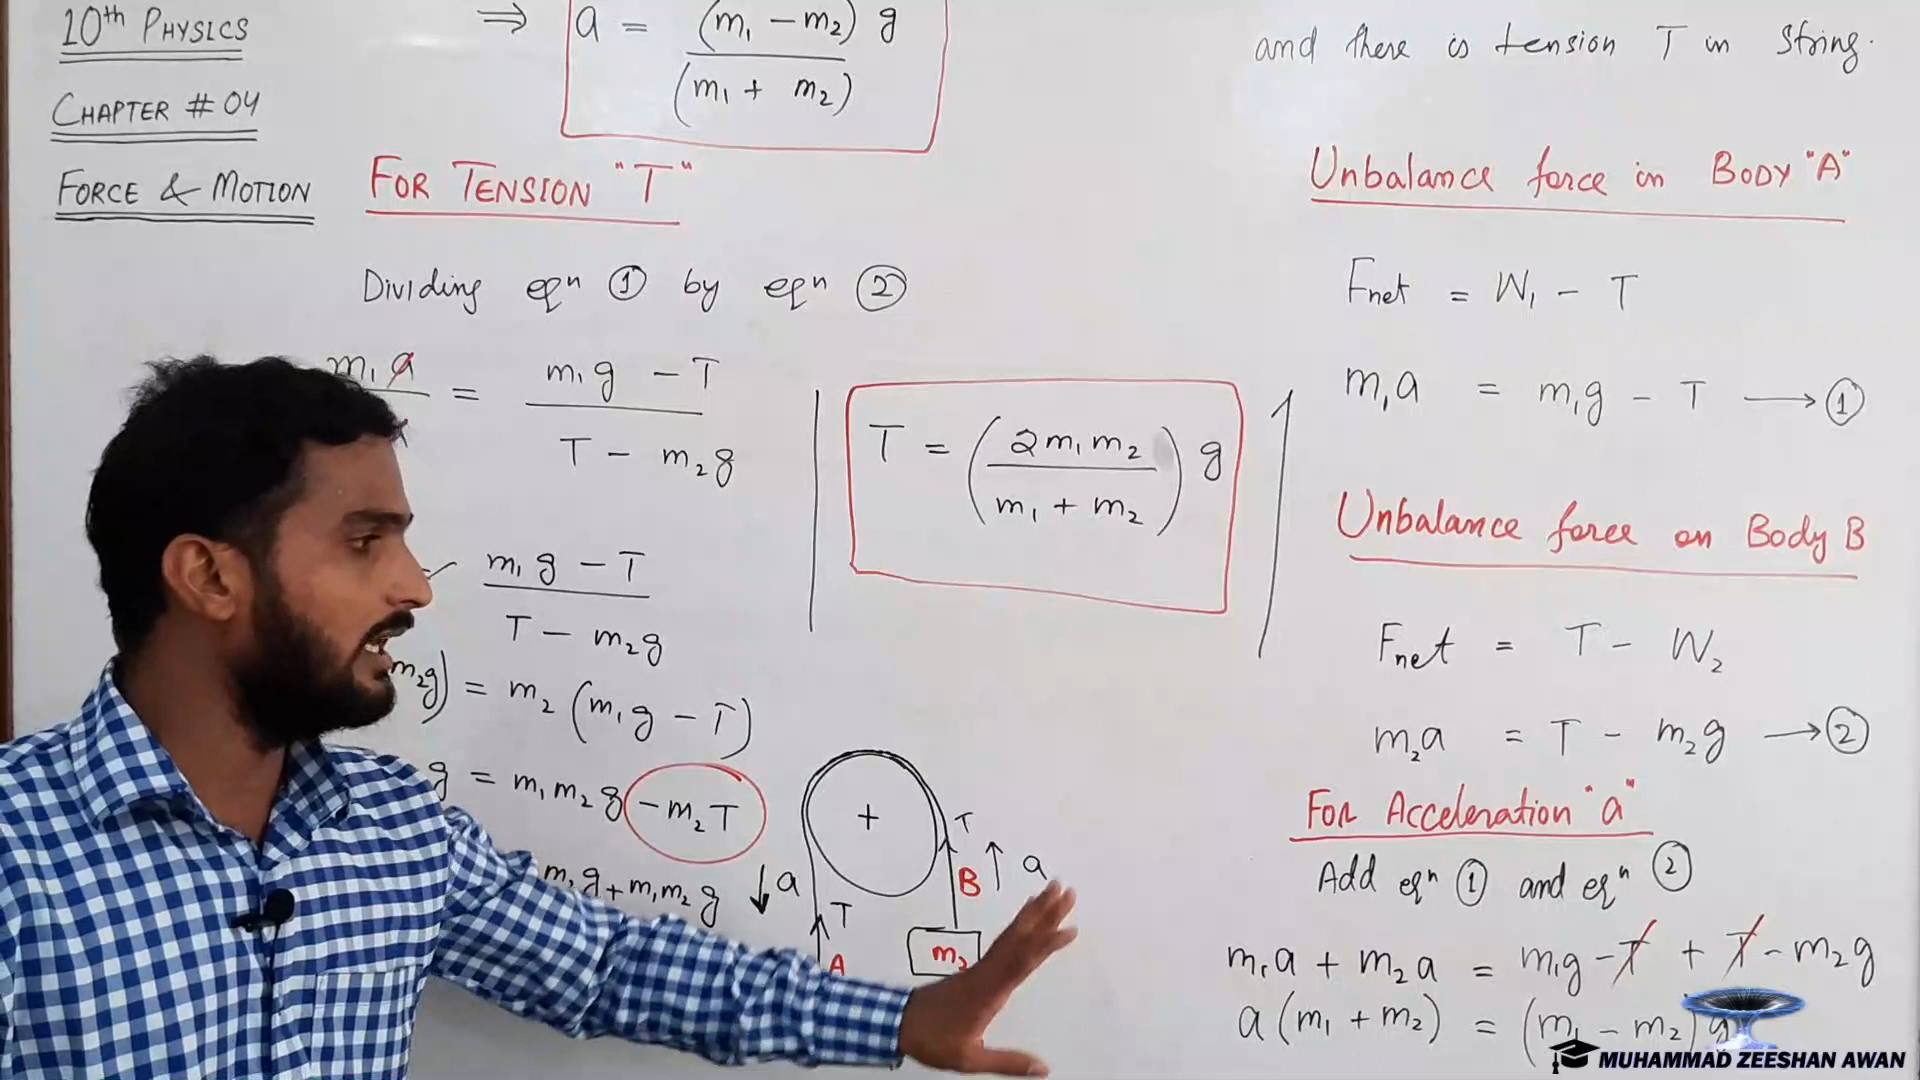 10th PHYSICS
CHAPTER # 04
FORCE & MOTION
⇒ a = (m₁ - m₂) g / (m₁ + m₂)
FOR TENSION "T"
Dividing eqn ① by eqn ②
m₁ a = m₁ g - T / T - m₂ g
m₁ g - T / T - m₂ g
m₂g) = m₂ (m₁ g - T)
g = m₁ m₂ g - m₂ T
g + m₁ m₂ g
T = (2 m₁ m₂ / m₁ + m₂) g
↓ a
T
A
T
B
↑ a
m₂
and there is tension T in string.
Unbalance force in BODY "A"
Fnet = W₁ - T
m₁a = m₁g - T → ①
Unbalance force on Body B
Fnet = T - W₂
m₂a = T - m₂g → ②
For Acceleration "a"
Add eqn ① and eqn ②
m₁a + m₂a = m₁g - T + T - m₂g
a (m₁ + m₂) = (m₁ - m₂) g
MUHAMMAD ZEESHAN AWAN